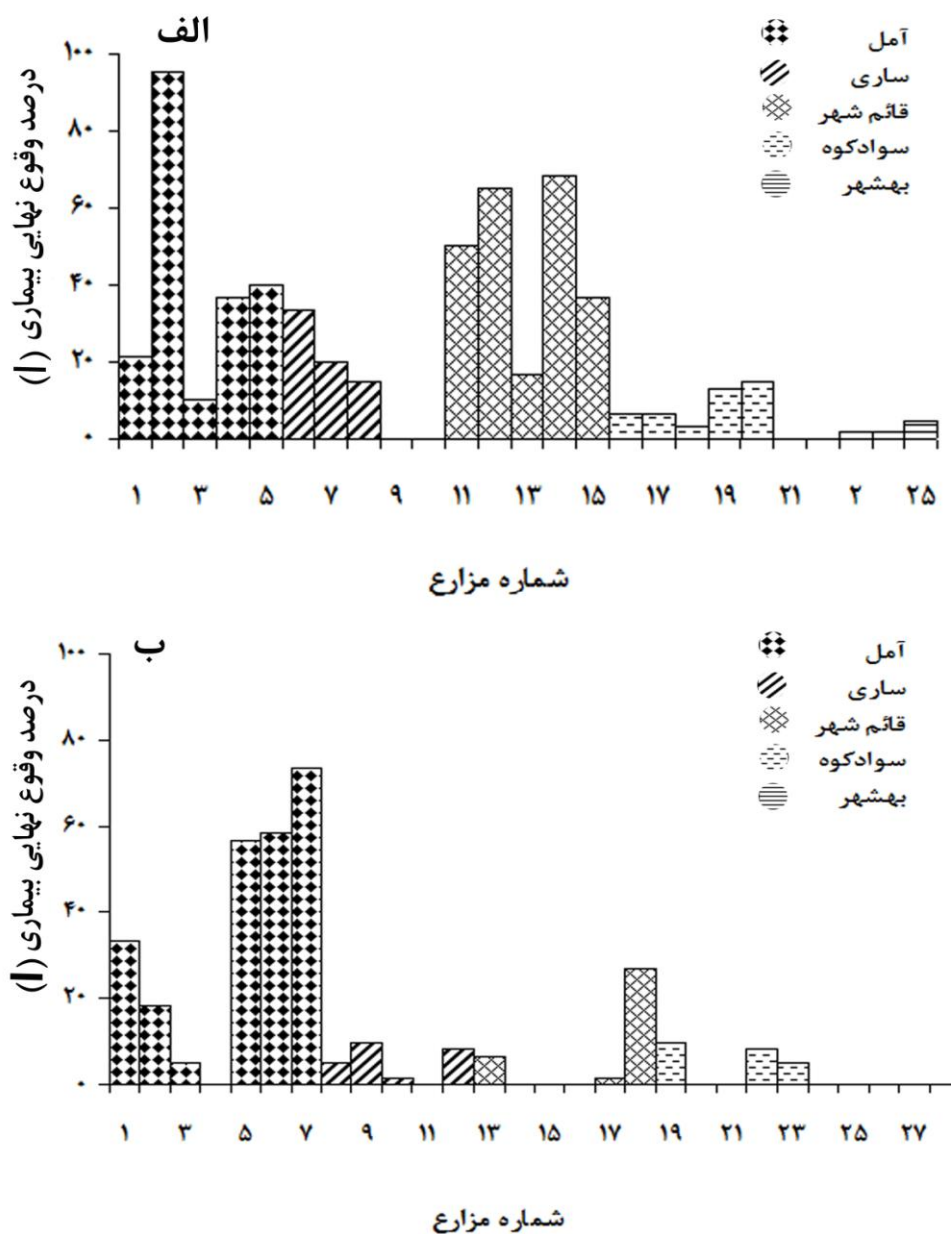 الف
درصد وقوع نهایی بیماری (I)
۱۰۰
۸۰
۶۰
۴۰
۲۰
۰
آمل
ساری
قائم شهر
سوادکوه
بهشهر
۱ ۳ ۵ ۷ ۹ ۱۱ ۱۳ ۱۵ ۱۷ ۱۹ ۲۱ ۲ ۲۵
شماره مزارع
ب
درصد وقوع نهایی بیماری (I)
۱۰۰
۸۰
۶۰
۴۰
۲۰
۰
آمل
ساری
قائم شهر
سوادکوه
بهشهر
۱ ۳ ۵ ۷ ۹ ۱۱ ۱۳ ۱۵ ۱۷ ۱۹ ۲۱ ۲۳ ۲۵ ۲۷
شماره مزارع